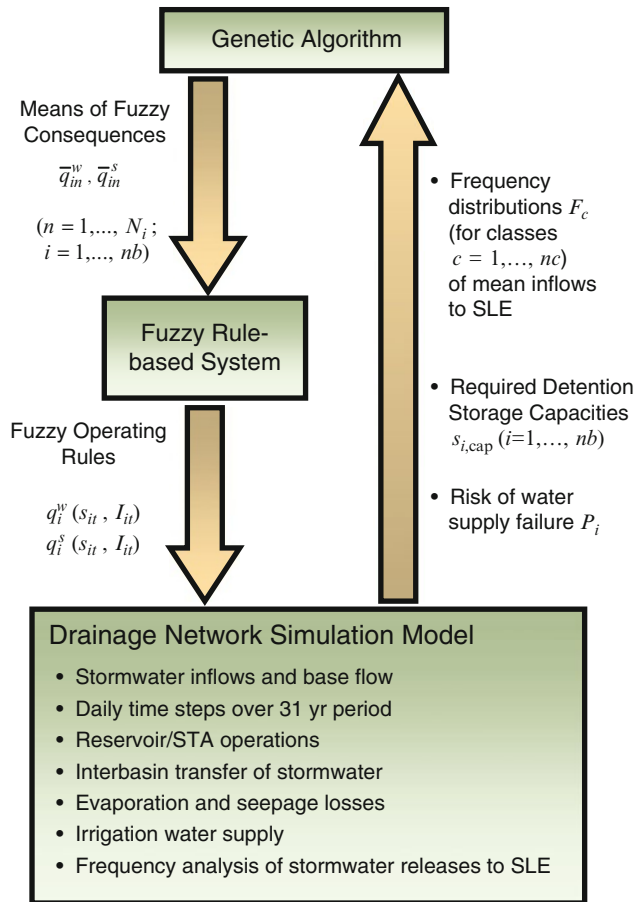 Genetic Algorithm
Means of Fuzzy
Consequences
q̅ᵢₙʷ, q̅ᵢₙˢ
(n = 1,..., Nᵢ ;
i = 1,..., nb)
Fuzzy Rule-
based System
Fuzzy Operating
Rules
qᵢʷ (sᵢₜ , Iᵢₜ)
qᵢˢ (sᵢₜ , Iᵢₜ)
• Frequency
distributions F_c
(for classes
c = 1,…, nc)
of mean inflows
to SLE
• Required Detention
Storage Capacities
s_{i,cap} (i=1,…, nb)
• Risk of water
supply failure Pᵢ
Drainage Network Simulation Model
• Stormwater inflows and base flow
• Daily time steps over 31 yr period
• Reservoir/STA operations
• Interbasin transfer of stormwater
• Evaporation and seepage losses
• Irrigation water supply
• Frequency analysis of stormwater releases to SLE